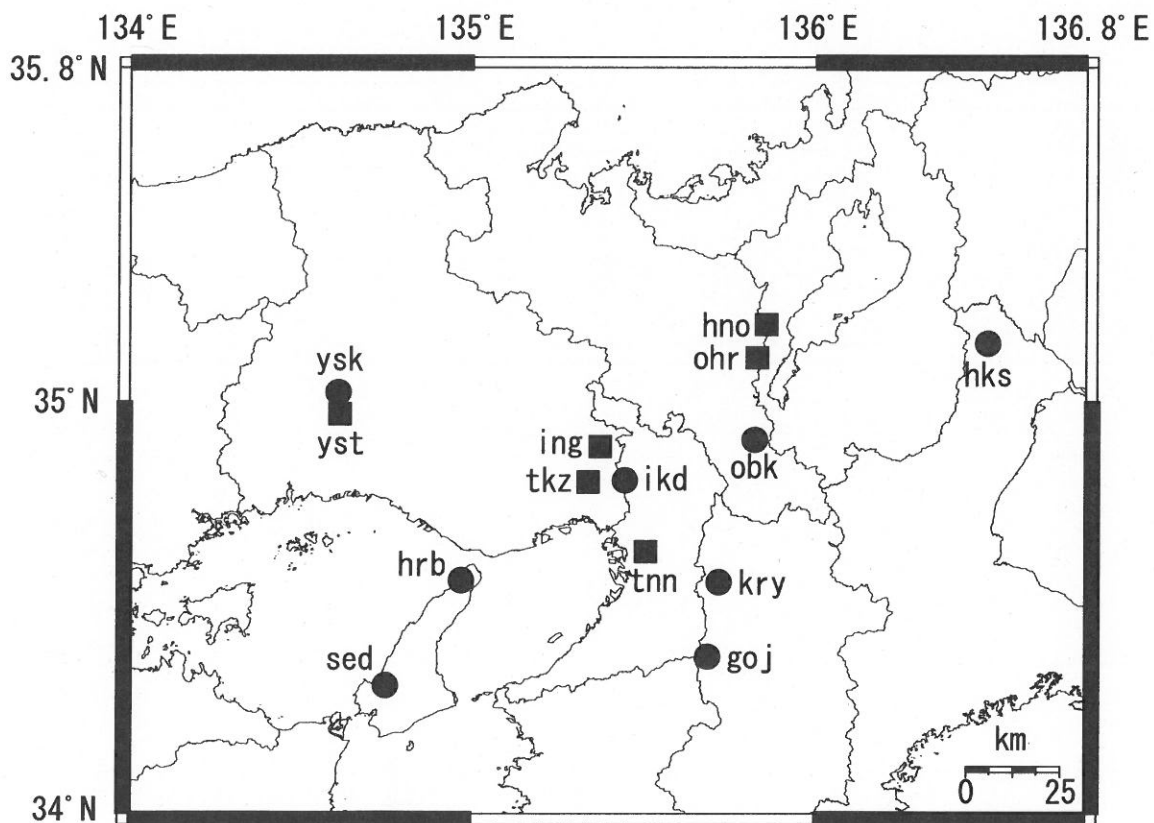 134°E 135°E 136°E 136.8°E
35.8°N
hno
ohr
ysk
hks
35°N
yst
ing
obk
tkz
ikd
hrb
tnn
kry
sed
goj
km
0 25
34°N